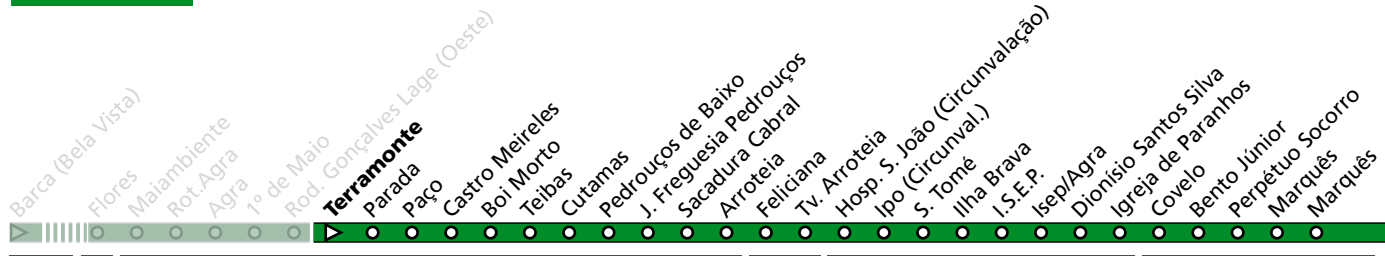 Barca (Bela Vista)
Flores
Maiambiente
Rot.Agra
Agra
1º de Maio
Rod. Gonçalves Lage (Oeste)
Terramonte
Parada
Paço
Castro Meireles
Boi Morto
Teibas
Cutamas
Pedrouços de Baixo
J. Freguesia Pedrouços
Sacadura Cabral
Arroteia
Feliciana
Tv. Arroteia
Hosp. S. João (Circunvalação)
Ipo (Circunval.)
S. Tomé
Ilha Brava
I.S.E.P.
Isep/Agra
Dionisio Santos Silva
Igreja de Paranhos
Covelo
Bento Júnior
Perpétuo Socorro
Marquês
Marquês